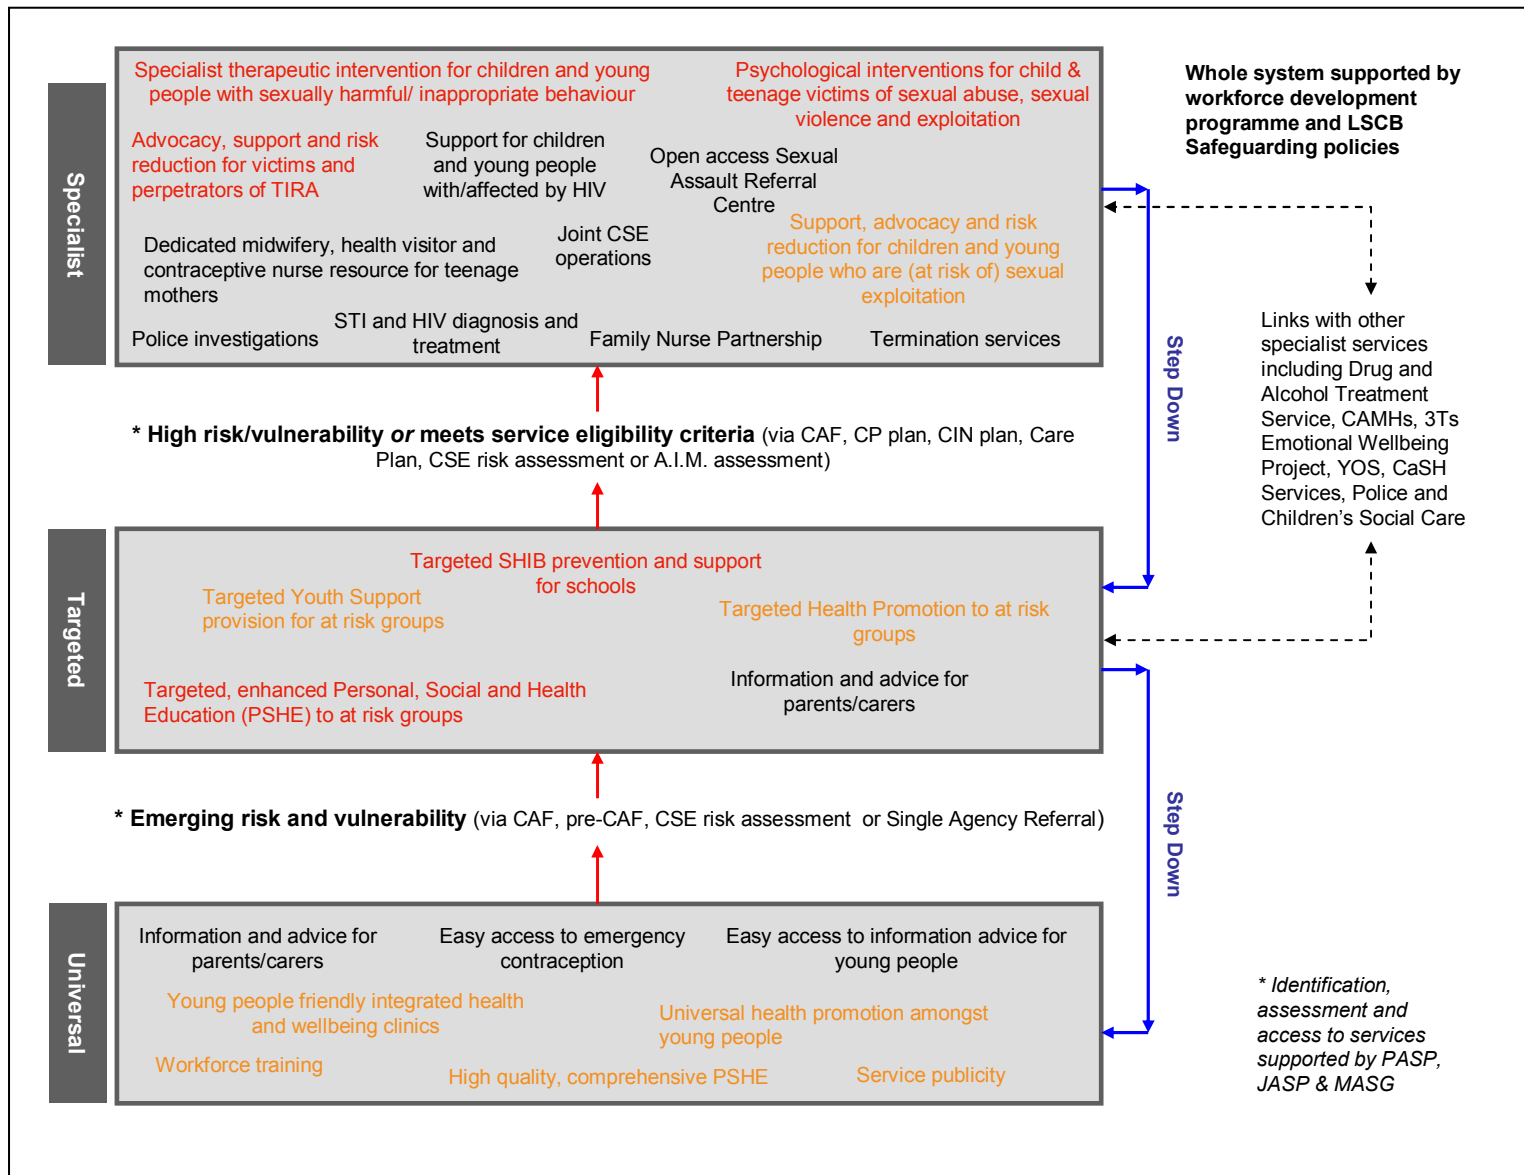 Specialist
Specialist therapeutic intervention for children and young
people with sexually harmful/ inappropriate behaviour
Psychological interventions for child &
teenage victims of sexual abuse, sexual
violence and exploitation
Advocacy, support and risk
reduction for victims and
perpetrators of TIRA
Support for children
and young people
with/affected by HIV
Open access Sexual
Assault Referral
Centre
Dedicated midwifery, health visitor and
contraceptive nurse resource for teenage
mothers
Joint CSE
operations
Support, advocacy and risk
reduction for children and young
people who are (at risk of) sexual
exploitation
Police investigations
STI and HIV diagnosis and
treatment
Family Nurse Partnership
Termination services
Whole system supported by
workforce development
programme and LSCB
Safeguarding policies
Step Down
Links with other
specialist services
including Drug and
Alcohol Treatment
Service, CAMHs, 3Ts
Emotional Wellbeing
Project, YOS, CaSH
Services, Police and
Children's Social Care
* High risk/vulnerability or meets service eligibility criteria (via CAF, CP plan, CIN plan, Care
Plan, CSE risk assessment or A.I.M. assessment)
Targeted
Targeted SHIB prevention and support
for schools
Targeted Youth Support
provision for at risk groups
Targeted Health Promotion to at risk
groups
Targeted, enhanced Personal, Social and Health
Education (PSHE) to at risk groups
Information and advice for
parents/carers
Step Down
* Emerging risk and vulnerability (via CAF, pre-CAF, CSE risk assessment or Single Agency Referral)
Universal
Information and advice for
parents/carers
Easy access to emergency
contraception
Easy access to information advice for
young people
Young people friendly integrated health
and wellbeing clinics
Universal health promotion amongst
young people
Workforce training
High quality, comprehensive PSHE
Service publicity
* Identification,
assessment and
access to services
supported by PASP,
JASP & MASG